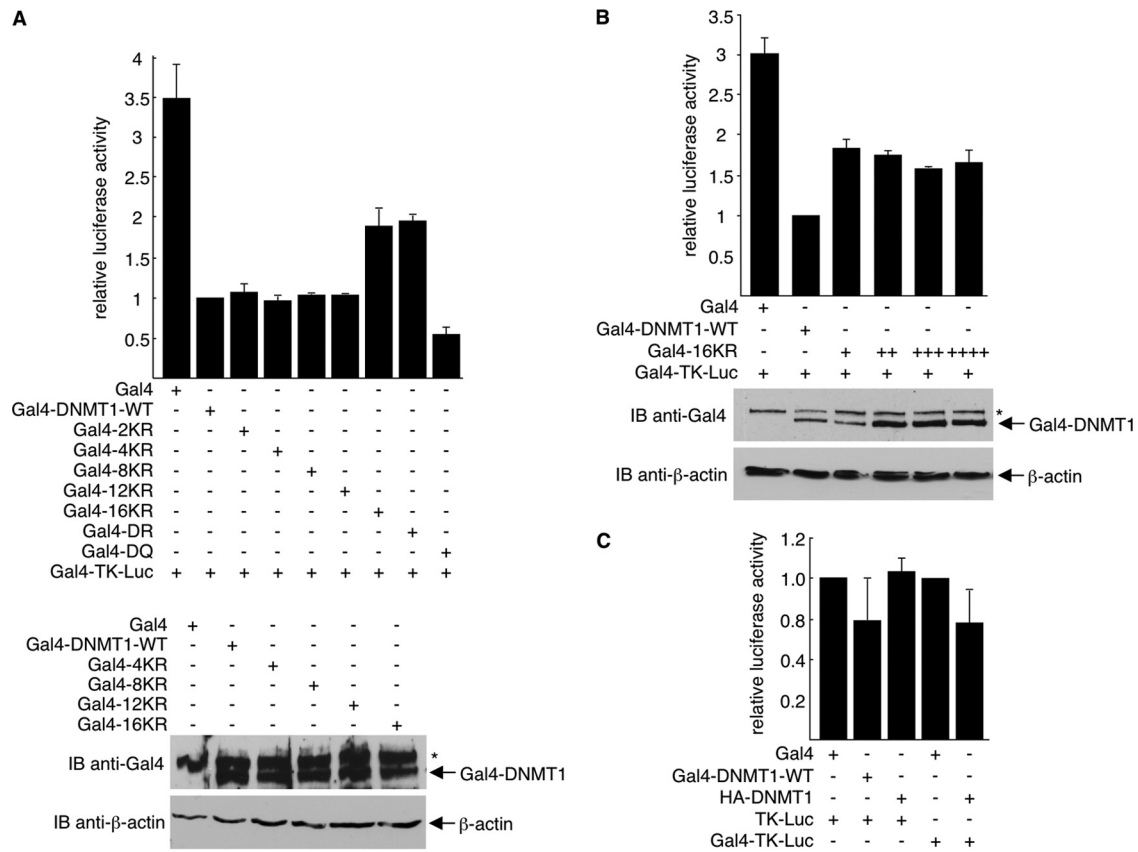 A
relative luciferase activity
4
3.5
3
2.5
2
1.5
1
0.5
Gal4 + - - - - - - - -
Gal4-DNMT1-WT - + - - - - - - -
Gal4-2KR - - + - - - - - -
Gal4-4KR - - - + - - - - -
Gal4-8KR - - - - + - - - -
Gal4-12KR - - - - - + - - -
Gal4-16KR - - - - - - + - -
Gal4-DR - - - - - - - + -
Gal4-DQ - - - - - - - - +
Gal4-TK-Luc + + + + + + + + +
Gal4 + - - - - -
Gal4-DNMT1-WT - + - - - -
Gal4-4KR - - + - - -
Gal4-8KR - - - + - -
Gal4-12KR - - - - + -
Gal4-16KR - - - - - +
IB anti-Gal4
*
Gal4-DNMT1
IB anti-β-actin
β-actin
B
relative luciferase activity
3.5
3
2.5
2
1.5
1
0.5
Gal4 + - - - - -
Gal4-DNMT1-WT - + - - - -
Gal4-16KR - - + ++ +++ ++++
Gal4-TK-Luc + + + + + +
IB anti-Gal4
*
Gal4-DNMT1
IB anti-β-actin
β-actin
C
relative luciferase activity
1.2
1.0
0.8
0.4
0.2
Gal4 + - - + -
Gal4-DNMT1-WT - + - - -
HA-DNMT1 - - + - +
TK-Luc + + + - -
Gal4-TK-Luc - - - + +